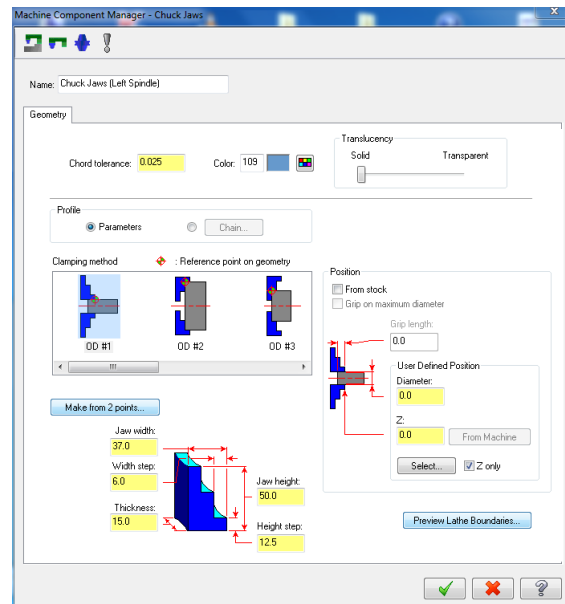 Machine Component Manager - Chuck Jaws
Name: Chuck Jaws (Left Spindle)
Geometry
Chord tolerance: 0.025
Color: 109
Translucency
Solid Transparent
Profile
Parameters
Chain...
Clamping method
: Reference point on geometry
OD #1
OD #2
OD #3
Make from 2 points...
Jaw width:
37.0
Width step:
6.0
Thickness:
15.0
Jaw height:
50.0
Height step:
12.5
Position
From stock
Grip on maximum diameter
Grip length:
0.0
User Defined Position
Diameter:
0.0
Z:
0.0
From Machine
Select...
Z only
Preview Lathe Boundaries...